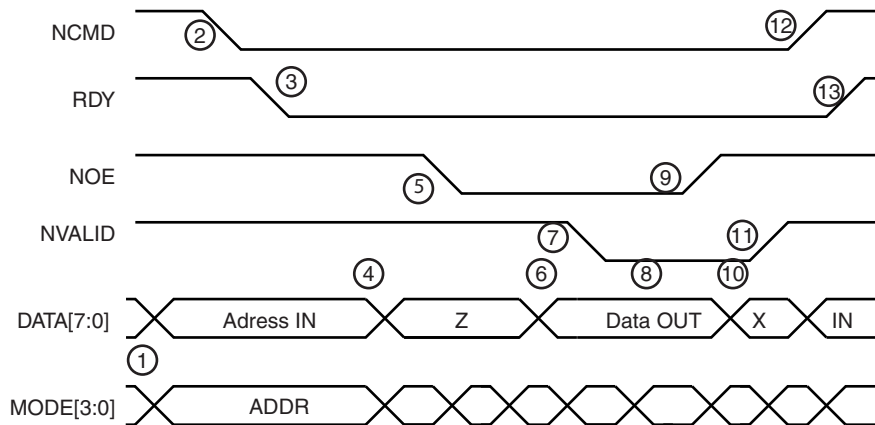 NCMD 2 12
RDY 3 13
NOE 5 9
NVALID 7 11
4 6 8 10
DATA[7:0] Adress IN Z Data OUT X IN
1
MODE[3:0] ADDR